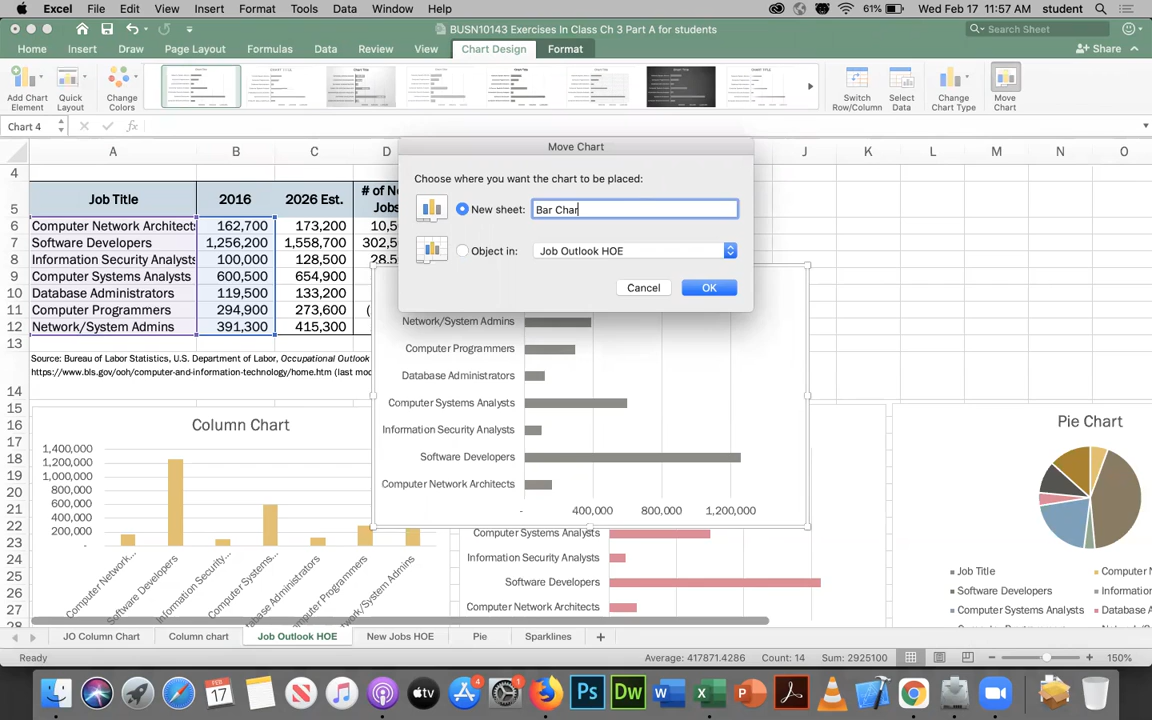 Excel File Edit View Insert Format Tools Data Window Help 61% Wed Feb 17 11:57 AM student
BUSN10143 Exercises In Class Ch 3 Part A for students
Search Sheet
Home Insert Draw Page Layout Formulas Data Review View Chart Design Format Share
Add Chart Element
Quick Layout
Change Colors
Switch Row/Column
Select Data
Change Chart Type
Move Chart
Chart 4 fx
A B C D J K L M N O
4
5 Job Title 2016 2026 Est. # of
6 Computer Network Architects 162,700 173,200
7 Software Developers 1,256,200 1,558,700
8 Information Security Analysts 100,000 128,500
9 Computer Systems Analysts 600,500 654,900
10 Database Administrators 119,500 133,200
11 Computer Programmers 294,900 273,600
12 Network/System Admins 391,300 415,300
13
Source: Bureau of Labor Statistics, U.S. Department of Labor, Occupational Outlook
https://www.bls.gov/ooh/computer-and-information-technology/home.htm (last
14
15
16
17
18
19
20
21
22
23
24
25
26
27
28
Move Chart
Choose where you want the chart to be placed:
New sheet: Bar Char
Object in: Job Outlook HOE
Cancel OK
Network/System Admins
Computer Programmers
Database Administrators
Computer Systems Analysts
Information Security Analysts
Software Developers
Computer Network Architects
- 400,000 800,000 1,200,000
Column Chart
1,400,000
1,200,000
1,000,000
800,000
600,000
400,000
200,000
-
Computer Network...
Software Developers
Information Security...
Computer Systems...
Database Administrators
Computer Programmers
Network/System Admins
Computer Systems Analysts
Information Security Analysts
Software Developers
Computer Network Architects
Pie Chart
Job Title
Software Developers
Computer Systems Analysts
JO Column Chart Column chart Job Outlook HOE New Jobs HOE Pie Sparklines +
Ready Average: 417871.4286 Count: 14 Sum: 2925100 150%
FEB
17
tv
4
1
Ps
Dw
W
X
P